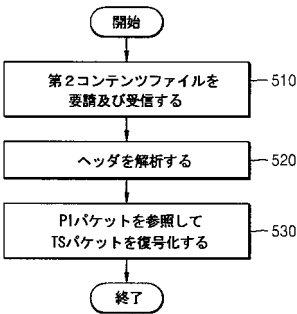 開始
第2コンテンツファイルを
要請及び受信する
510
ヘッダを解析する
520
PIパケットを参照して
TSパケットを復号化する
530
終了